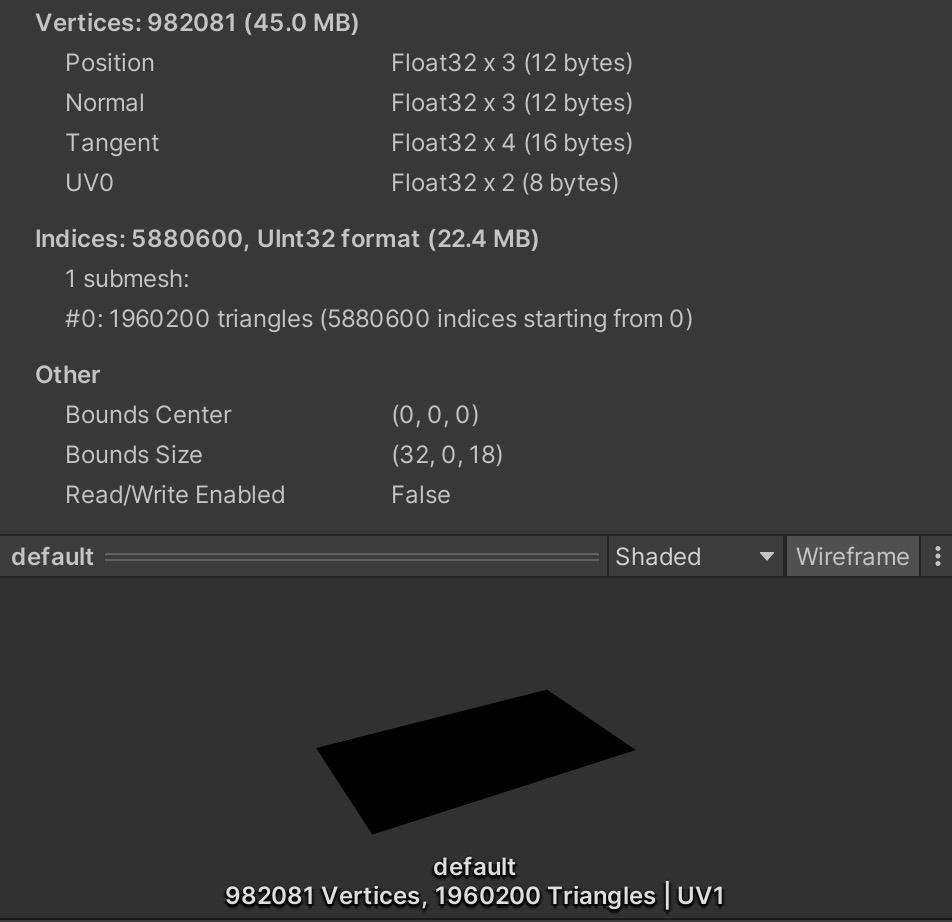 Vertices: 982081 (45.0 MB)
Position Float32 x 3 (12 bytes)
Normal Float32 x 3 (12 bytes)
Tangent Float32 x 4 (16 bytes)
UV0 Float32 x 2 (8 bytes)
Indices: 5880600, UInt32 format (22.4 MB)
1 submesh:
#0: 1960200 triangles (5880600 indices starting from 0)
Other
Bounds Center (0, 0, 0)
Bounds Size (32, 0, 18)
Read/Write Enabled False
default Shaded Wireframe
default
982081 Vertices, 1960200 Triangles | UV1